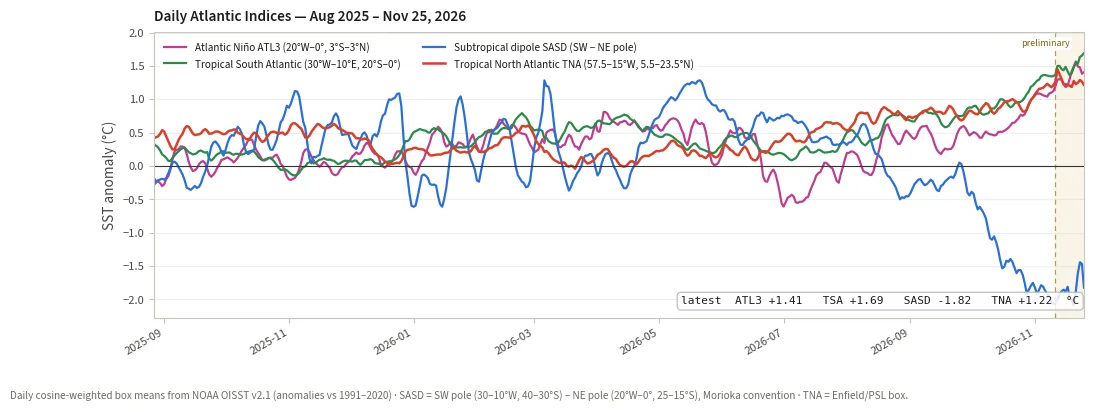 Daily Atlantic Indices — Aug 2025 – Nov 25, 2026
Atlantic Niño ATL3 (20°W–0°, 3°S–3°N)
Tropical South Atlantic (30°W–10°E, 20°S–0°)
Subtropical dipole SASD (SW – NE pole)
Tropical North Atlantic TNA (57.5–15°W, 5.5–23.5°N)
preliminary
SST anomaly (°C)
2.0
1.5
1.0
0.5
0.0
−0.5
−1.0
−1.5
−2.0
latest ATL3 +1.41 TSA +1.69 SASD -1.82 TNA +1.22 °C
2025-09
2025-11
2026-01
2026-03
2026-05
2026-07
2026-09
2026-11
Daily cosine-weighted box means from NOAA OISST v2.1 (anomalies vs 1991–2020) · SASD = SW pole (30–10°W, 40–30°S) − NE pole (20°W–0°, 25–15°S), Morioka convention · TNA = Enfield/PSL box.